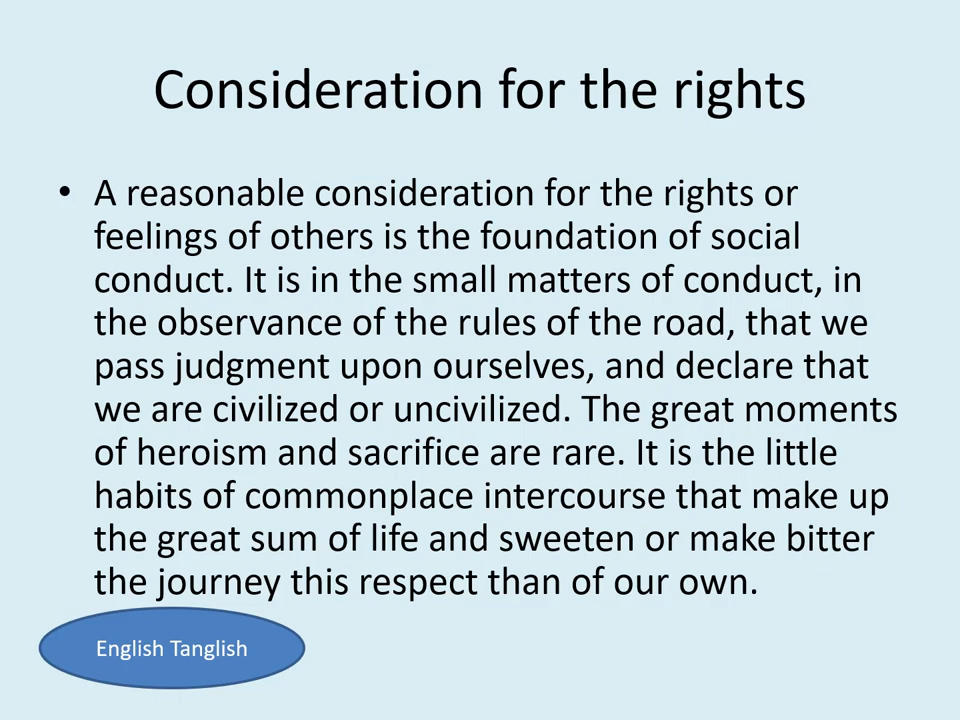 Consideration for the rights
• A reasonable consideration for the rights or
feelings of others is the foundation of social
conduct. It is in the small matters of conduct, in
the observance of the rules of the road, that we
pass judgment upon ourselves, and declare that
we are civilized or uncivilized. The great moments
of heroism and sacrifice are rare. It is the little
habits of commonplace intercourse that make up
the great sum of life and sweeten or make bitter
the journey this respect than of our own.
English Tanglish